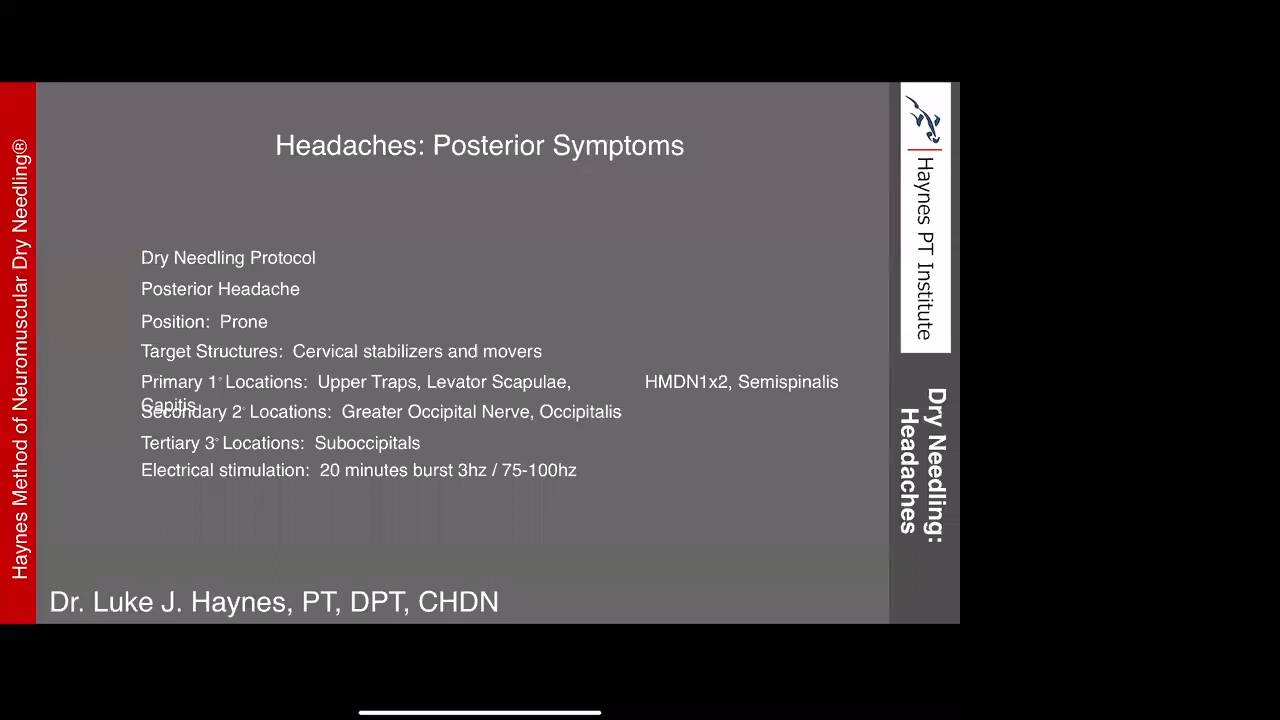 Haynes Method of Neuromuscular Dry Needling®
Headaches: Posterior Symptoms
Dry Needling Protocol
Posterior Headache
Position: Prone
Target Structures: Cervical stabilizers and movers
Primary 1° Locations: Upper Traps, Levator Scapulae, HMDN1x2, Semispinalis
Capitis
Secondary 2° Locations: Greater Occipital Nerve, Occipitalis
Tertiary 3° Locations: Suboccipitals
Electrical stimulation: 20 minutes burst 3hz / 75-100hz
Dr. Luke J. Haynes, PT, DPT, CHDN
Haynes PT Institute
Dry Needling:
Headaches